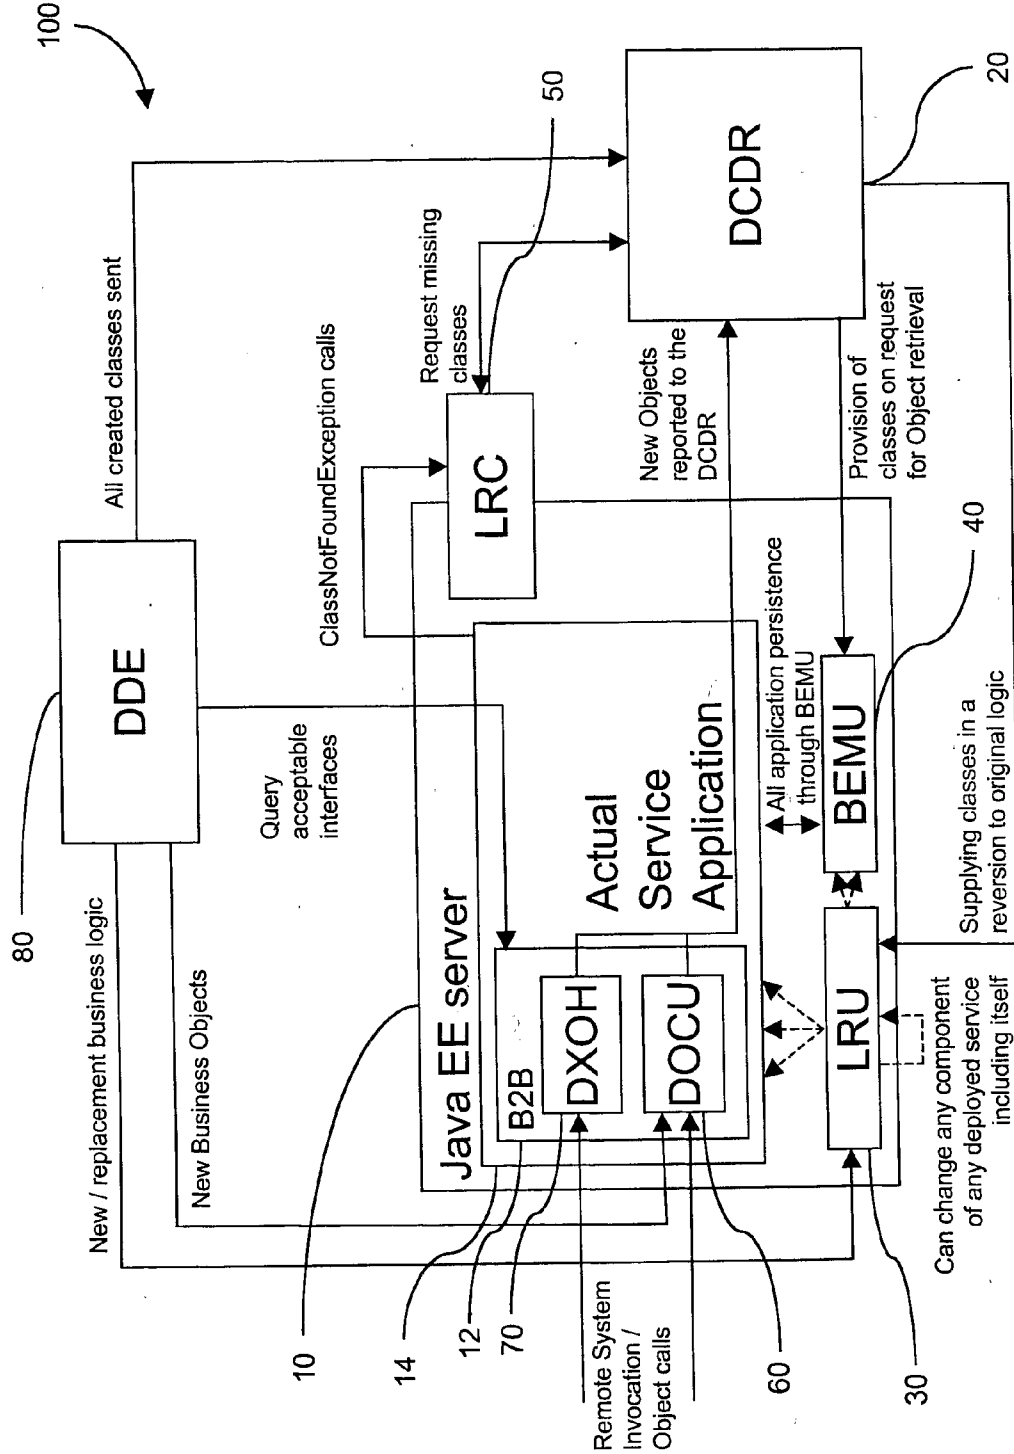 100
80
DDE
All created classes sent
New / replacement business logic
New Business Objects
Query
acceptable
interfaces
ClassNotFoundException calls
Request missing
classes
50
10
Java EE server
LRC
14
12
B2B
70
DXOH
Actual
Service
Application
New Objects
reported to the
DCDR
DCDR
Remote System
Invocation /
Object calls
DOCU
60
All application persistence
through BEMU
Provision of
classes on request
for Object retrieval
20
LRU
BEMU
40
30
Can change any component
of any deployed service
including itself
Supplying classes in a
reversion to original logic